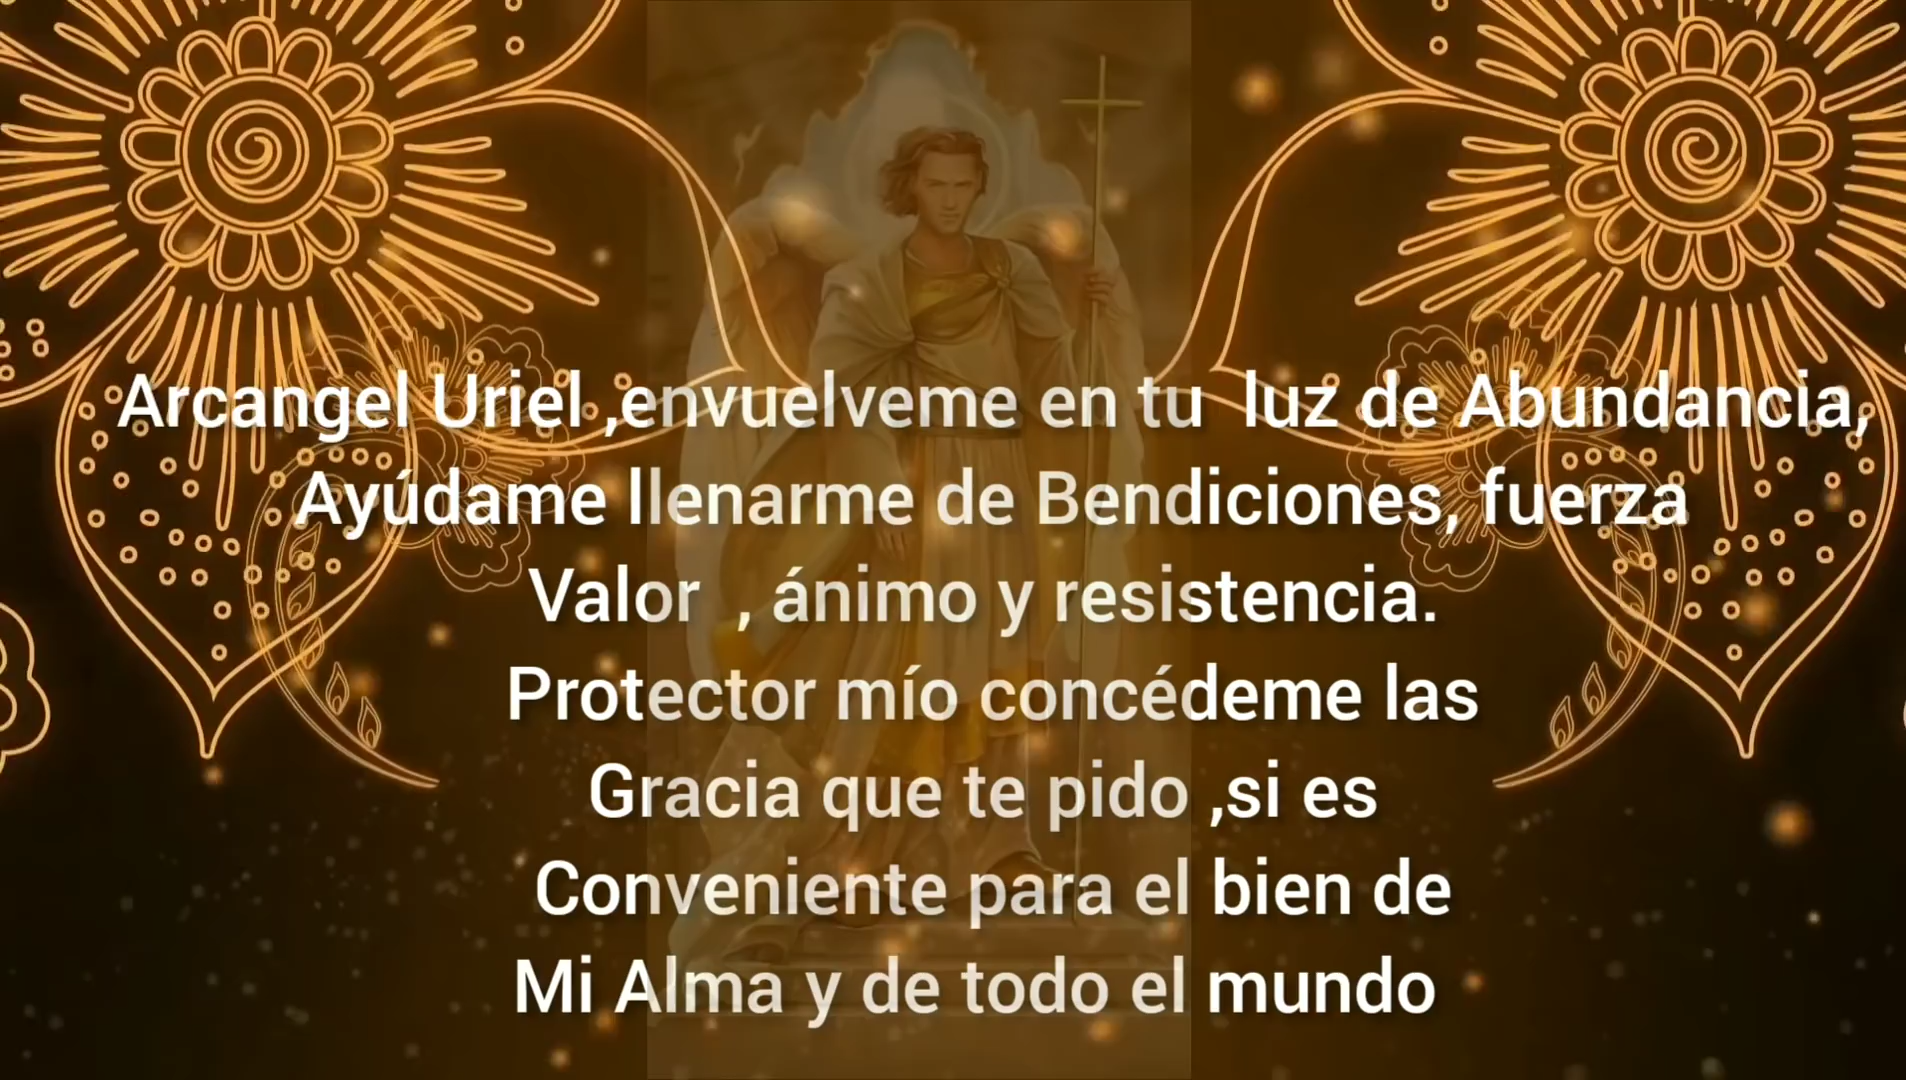 Arcangel Uriel ,envuelveme en tu  luz de Abundancia,
Ayúdame llenarme de Bendiciones, fuerza
Valor  , ánimo y resistencia.
Protector mío concédeme las
Gracia que te pido ,si es
Conveniente para el bien de
Mi Alma y de todo el mundo